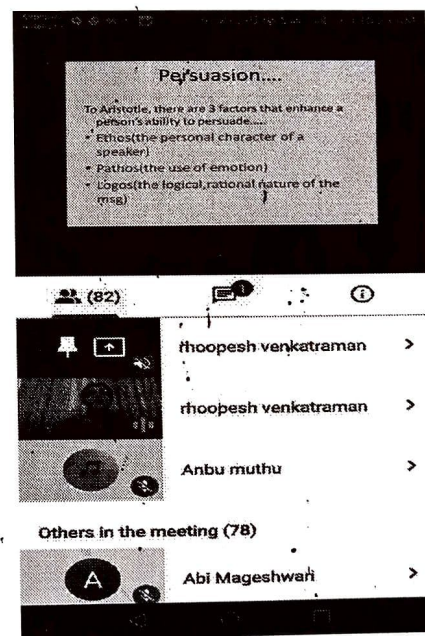 Persuasion....
To Aristotle, there are 3 factors that enhance a
person's ability to persuade.....
• Ethos(the personal character of a
speaker)
• Pathos(the use of emotion)
• Logos(the logical,rational nature of the
msg)
(82)
rhoopesh venkatraman
rhoopesh venkatraman
Anbu muthu
Others in the meeting (78)
A
Abi Mageshwari